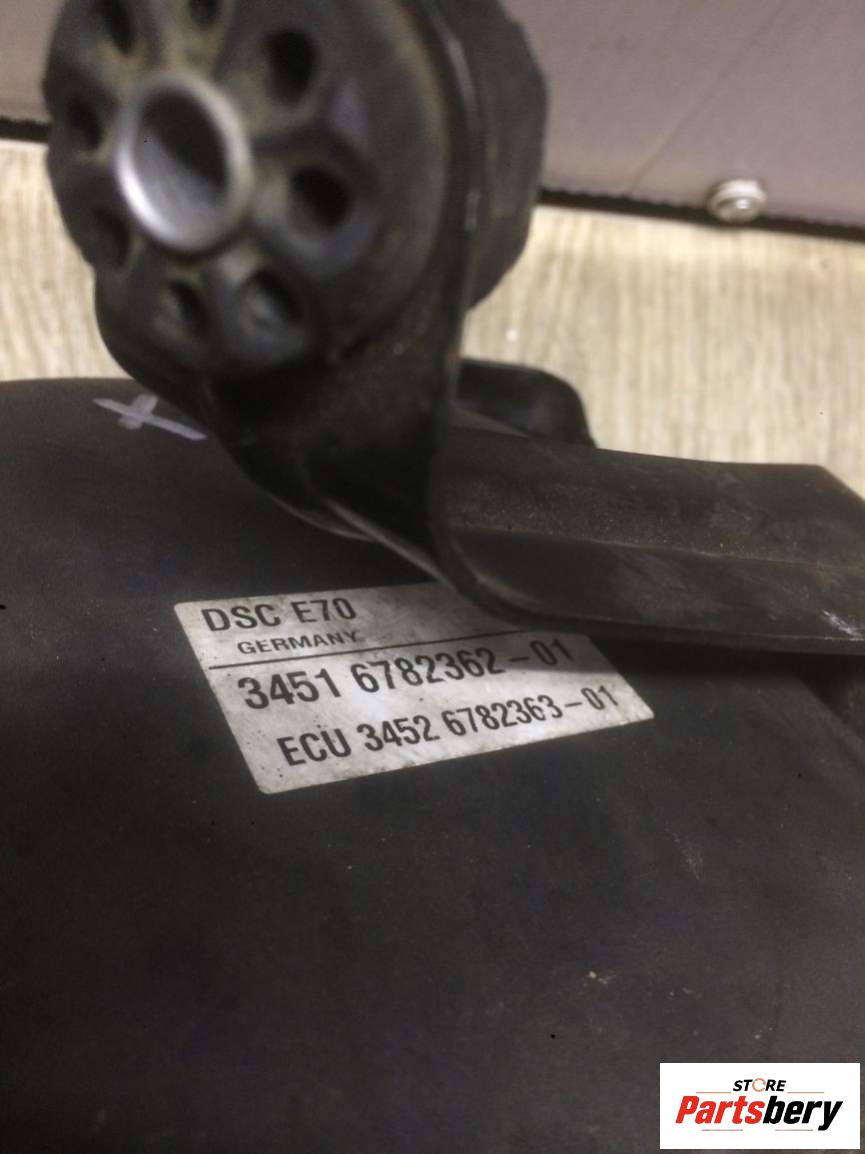 DSC E70
GERMANY
3451 6782362-01
ECU 3452 6782363-01
STORE
Partsbery